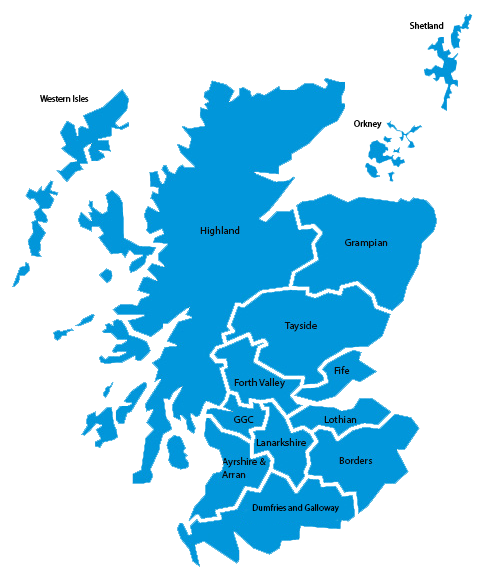 Shetland
Western Isles
Orkney
Highland
Grampian
Tayside
Fife
Forth Valley
GGC
Lothian
Lanarkshire
Ayrshire &
Arran
Borders
Dumfries and Galloway